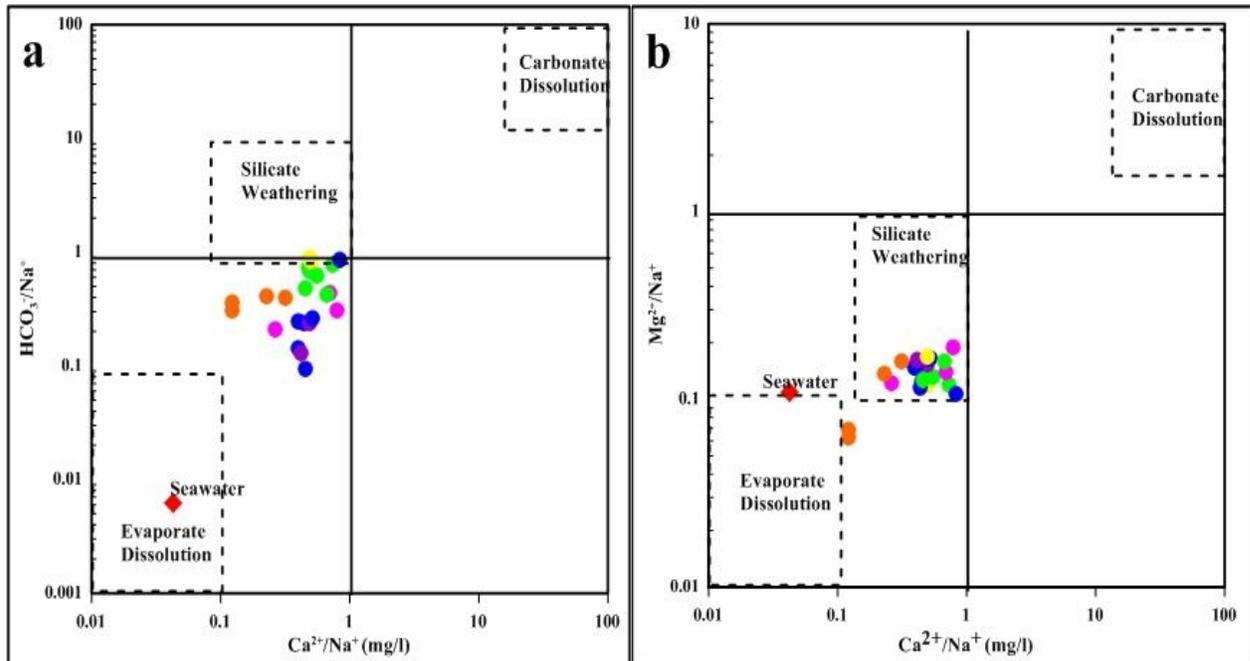 a
100
10
1
0.1
0.01
0.001
HCO₃⁻/Na⁺
Carbonate
Dissolution
Silicate
Weathering
Seawater
Evaporate
Dissolution
0.01
0.1
1
10
100
Ca²⁺/Na⁺ (mg/l)
b
10
1
0.1
0.01
Mg²⁺/Na⁺
Carbonate
Dissolution
Silicate
Weathering
Seawater
Evaporate
Dissolution
0.01
0.1
1
10
100
Ca²⁺/Na⁺ (mg/l)